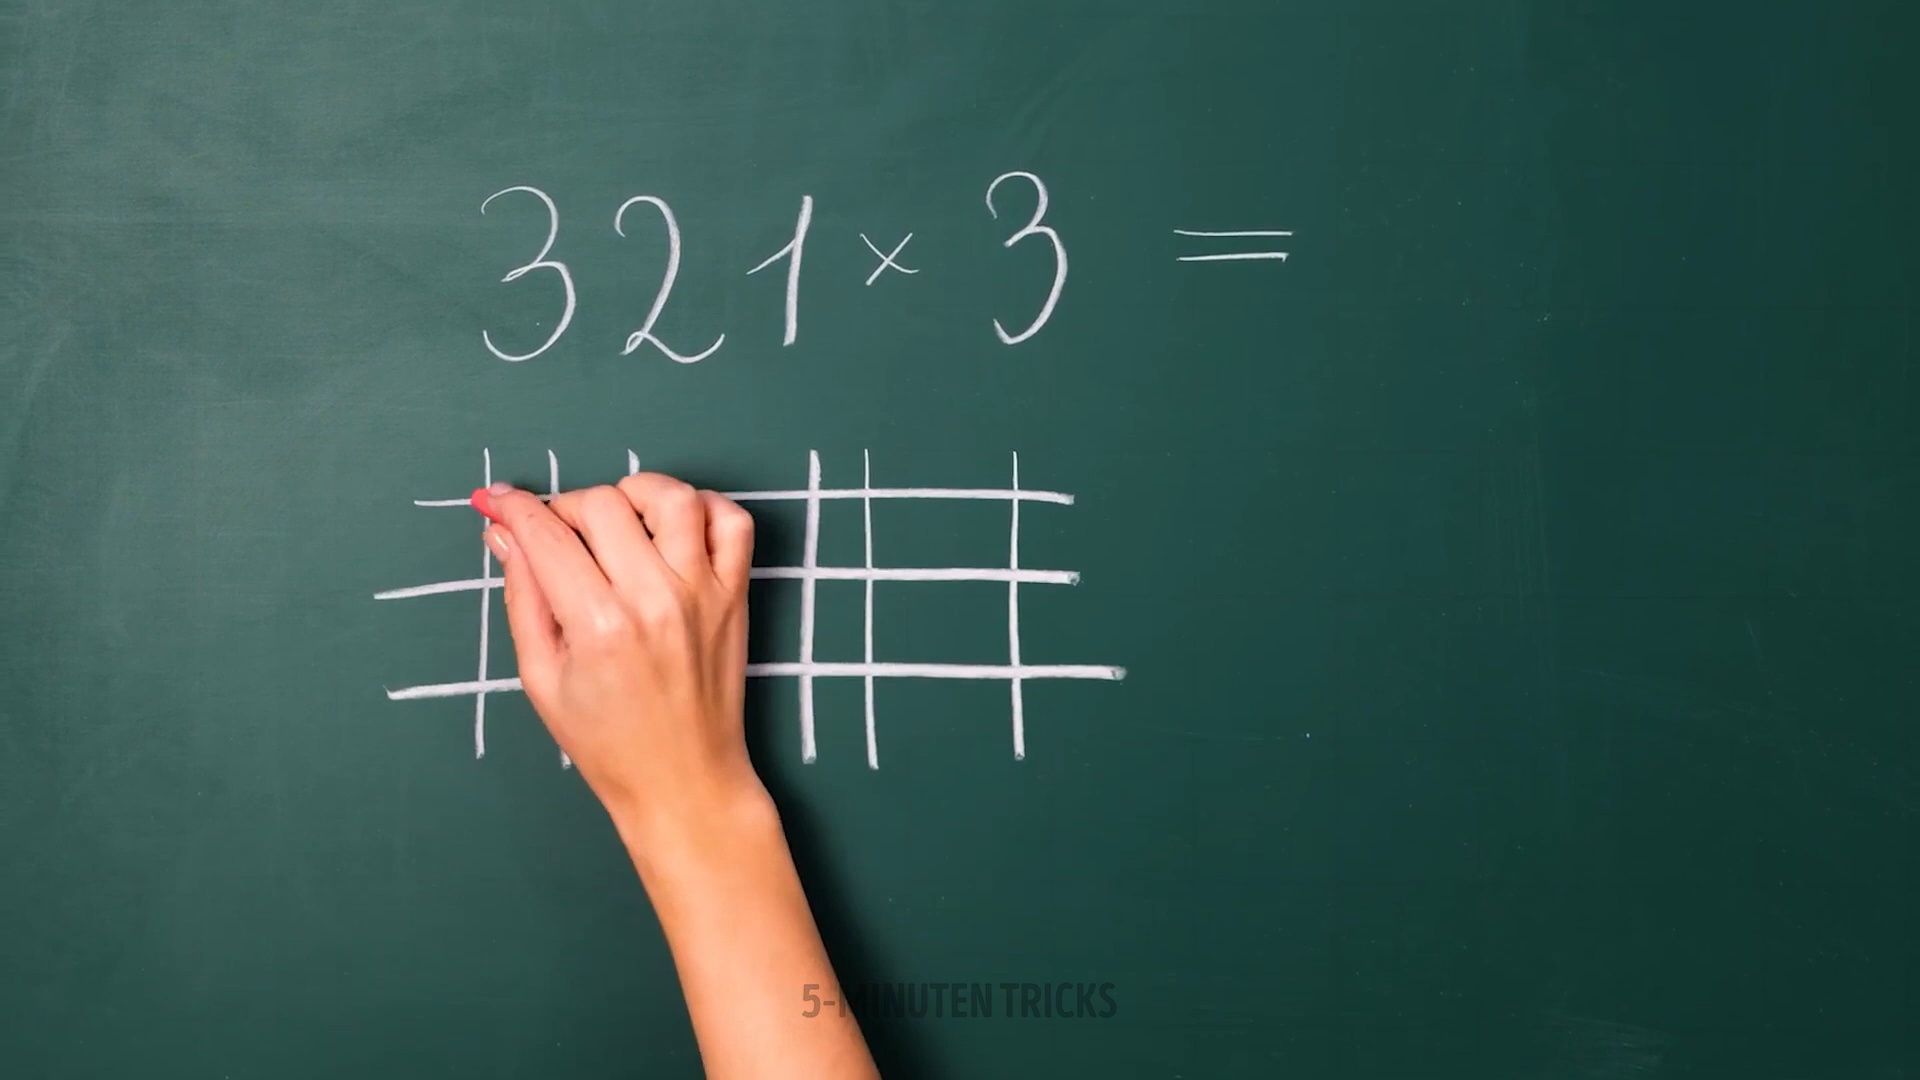 321 × 3 =
5-MINUTEN TRICKS